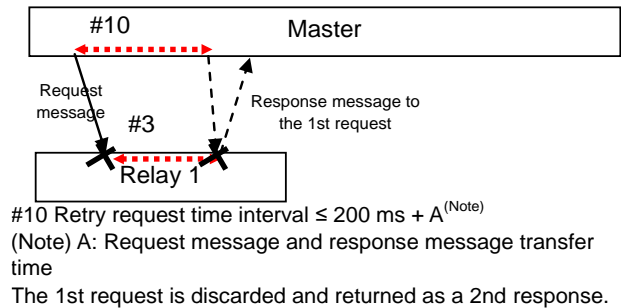 #10
Master
Request
message
Response message to
the 1st request
#3
Relay 1
#10 Retry request time interval ≤ 200 ms + A(Note)
(Note) A: Request message and response message transfer
time
The 1st request is discarded and returned as a 2nd response.